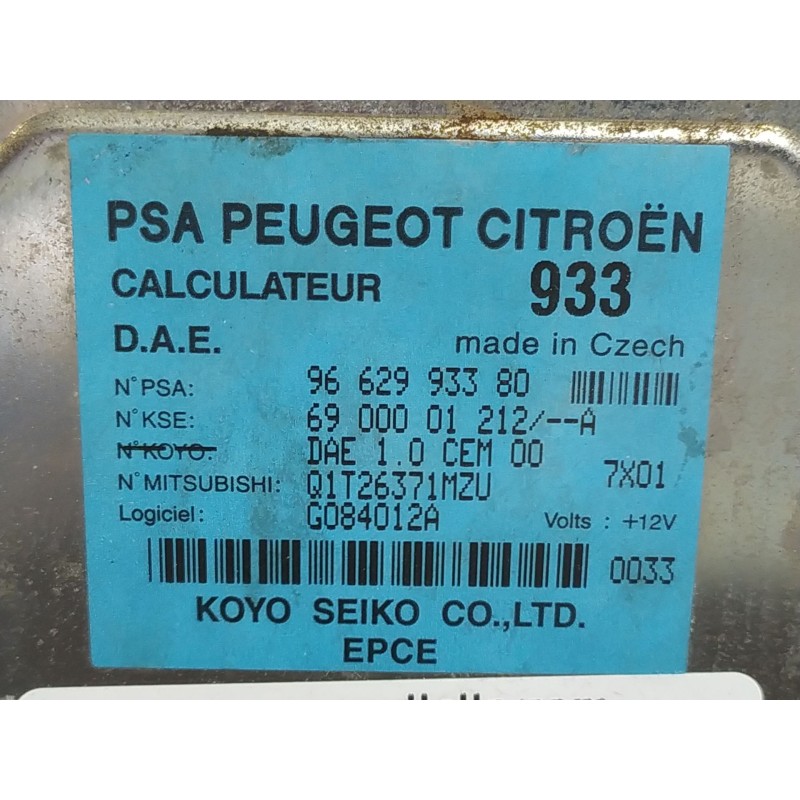 PSA PEUGEOT CITROËN
CALCULATEUR 933
D.A.E. made in Czech
N°PSA: 96 629 933 80
N°KSE: 69 000 01 212/--A
N°KOYO: DAE 1.0 CEM 00
N°MITSUBISHI: Q1T26371MZU 7X01
Logiciel: G084012A Volts : +12V
0033
KOYO SEIKO CO.,LTD.
EPCE